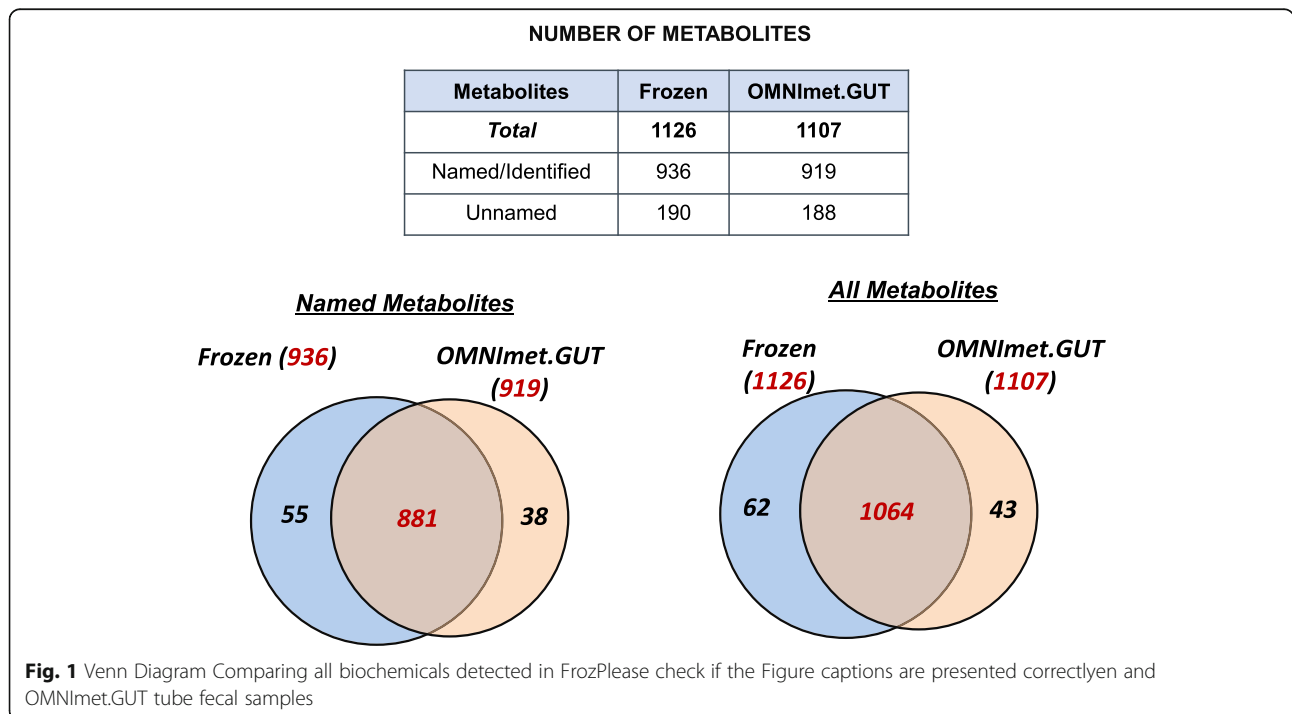 NUMBER OF METABOLITES
Metabolites Frozen OMNImet.GUT
Total 1126 1107
Named/Identified 936 919
Unnamed 190 188
Named Metabolites
Frozen (936)
OMNImet.GUT
(919)
55
881
38
All Metabolites
Frozen
(1126)
OMNImet.GUT
(1107)
62
1064
43
Fig. 1 Venn Diagram Comparing all biochemicals detected in FrozPlease check if the Figure captions are presented correctlyen and
OMNImet.GUT tube fecal samples